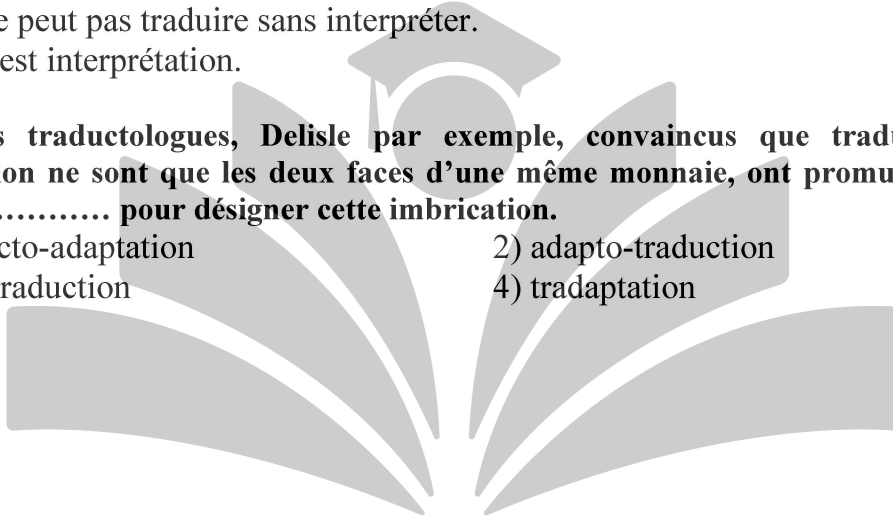 e peut pas traduire sans interpréter.
est interprétation.
s traductologues, Delisle par exemple, convaincus que tradu
ion ne sont que les deux faces d’une même monnaie, ont promu
………… pour désigner cette imbrication.
cto-adaptation 2) adapto-traduction
raduction 4) tradaptation